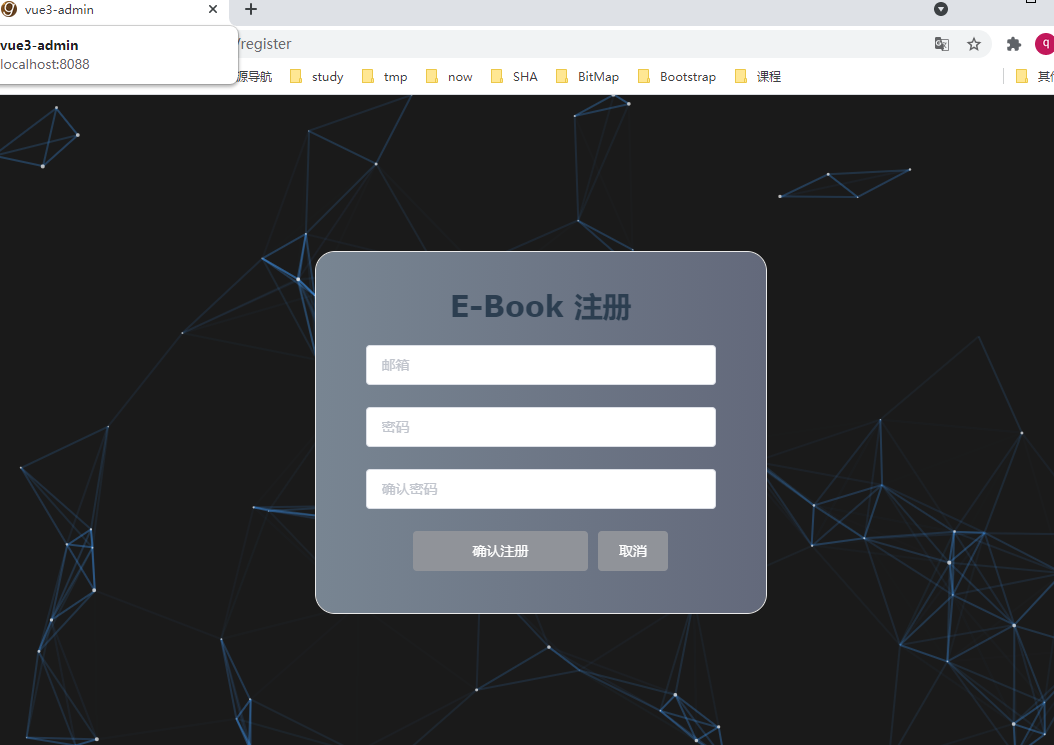 vue3-admin
vue3-admin
/register
localhost:8088
源导航 study tmp now SHA BitMap Bootstrap 课程
E-Book 注册
邮箱
密码
确认密码
确认注册 取消